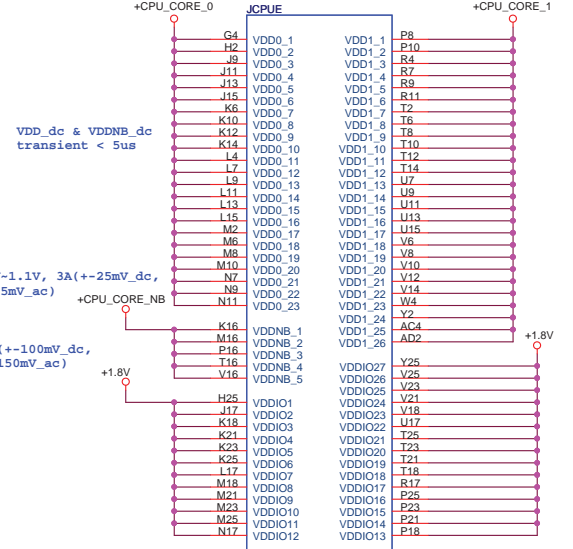 +CPU_CORE_0
JCPUE
+CPU_CORE_1
G4 VDD0_1 VDD1_1 P8
H2 VDD0_2 VDD1_2 P10
J9 VDD0_3 VDD1_3 R4
J11 VDD0_4 VDD1_4 R7
J13 VDD0_5 VDD1_5 R9
J15 VDD0_6 VDD1_6 R11
K6 VDD0_7 VDD1_7 T2
K10 VDD0_8 VDD1_8 T6
K12 VDD0_9 VDD1_9 T8
K14 VDD0_10 VDD1_10 T10
L4 VDD0_11 VDD1_11 T12
L7 VDD0_12 VDD1_12 T14
L9 VDD0_13 VDD1_13 U7
L11 VDD0_14 VDD1_14 U9
L13 VDD0_15 VDD1_15 U11
L15 VDD0_16 VDD1_16 U13
M2 VDD0_17 VDD1_17 U15
M6 VDD0_18 VDD1_18 V6
M8 VDD0_19 VDD1_19 V8
M10 VDD0_20 VDD1_20 V10
N7 VDD0_21 VDD1_21 V12
N9 VDD0_22 VDD1_22 V14
N11 VDD0_23 VDD1_23 W4
VDD1_24 Y2
VDD1_25 AC4
VDD1_26 AD2
VDD_dc & VDDNB_dc
transient < 5us
~1.1V, 3A(+-25mV_dc,
5mV_ac)
+CPU_CORE_NB
K16 VDDNB_1
M16 VDDNB_2
P16 VDDNB_3
T16 VDDNB_4
V16 VDDNB_5
(+-100mV_dc,
150mV_ac)
+1.8V
+1.8V
H25 VDDIO1
J17 VDDIO2
K18 VDDIO3
K21 VDDIO4
K23 VDDIO5
K25 VDDIO6
L17 VDDIO7
M18 VDDIO8
M21 VDDIO9
M23 VDDIO10
M25 VDDIO11
N17 VDDIO12
VDDIO27 Y25
VDDIO26 V25
VDDIO25 V23
VDDIO24 V21
VDDIO23 V18
VDDIO22 U17
VDDIO21 T25
VDDIO20 T23
VDDIO19 T21
VDDIO18 T18
VDDIO17 R17
VDDIO16 P25
VDDIO15 P23
VDDIO14 P21
VDDIO13 P18